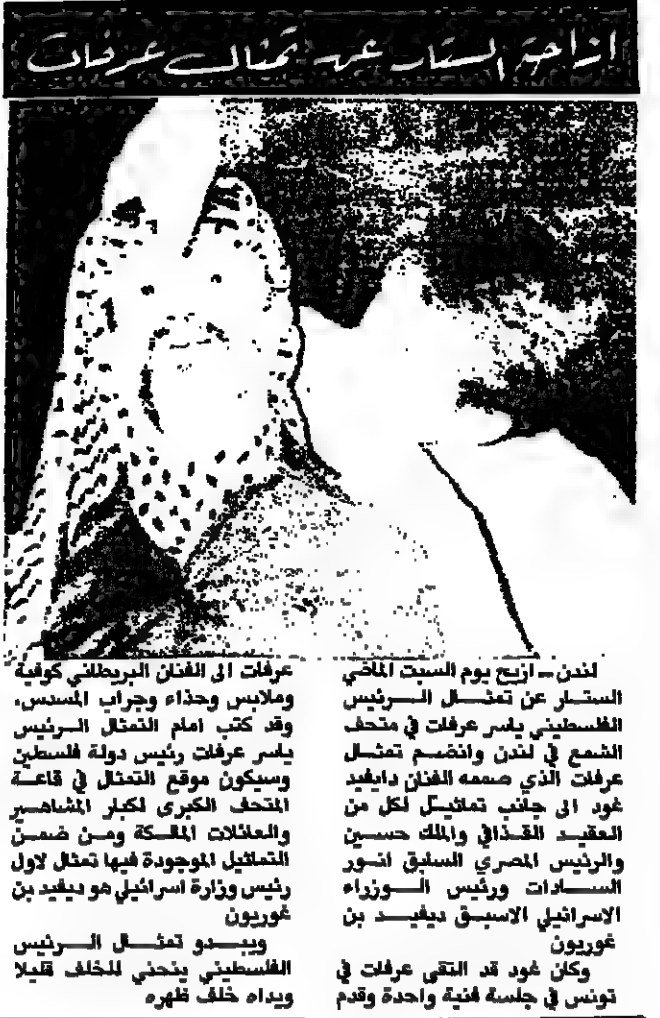 ازاحة الستار عن تمثال عرفات
لندن ــ ازيح يوم السبت الماضي
الستار عن تمثال الرئيس
الفلسطيني ياسر عرفات في متحف
الشمع في لندن وانضم تمثال
عرفات الذي صممه الفنان دايفيد
غود الى جانب تماثيل لكل من
العقيد القذافي والملك حسين
والرئيس المصري السابق انور
السادات ورئيس الوزراء
الاسرائيلي الاسبق ديفيد بن
غوريون
وكان غود قد التقى عرفات في
تونس في جلسة فنية واحدة وقدم
عرفات الى الفنان البريطاني كوفية
وملابس وحذاء وجراب المسدس،
وقد كتب امام التمثال الرئيس
ياسر عرفات رئيس دولة فلسطين
وسيكون موقع التمثال في قاعة
المتحف الكبرى لكبار المشاهير
والعائلات المالكة ومن ضمن
التماثيل الموجودة فيها تمثال لاول
رئيس وزارة اسرائيلي هو ديفيد بن
غوريون
ويبدو تمثال الرئيس
الفلسطيني ينحني للخلف قليلا
ويداه خلف ظهره